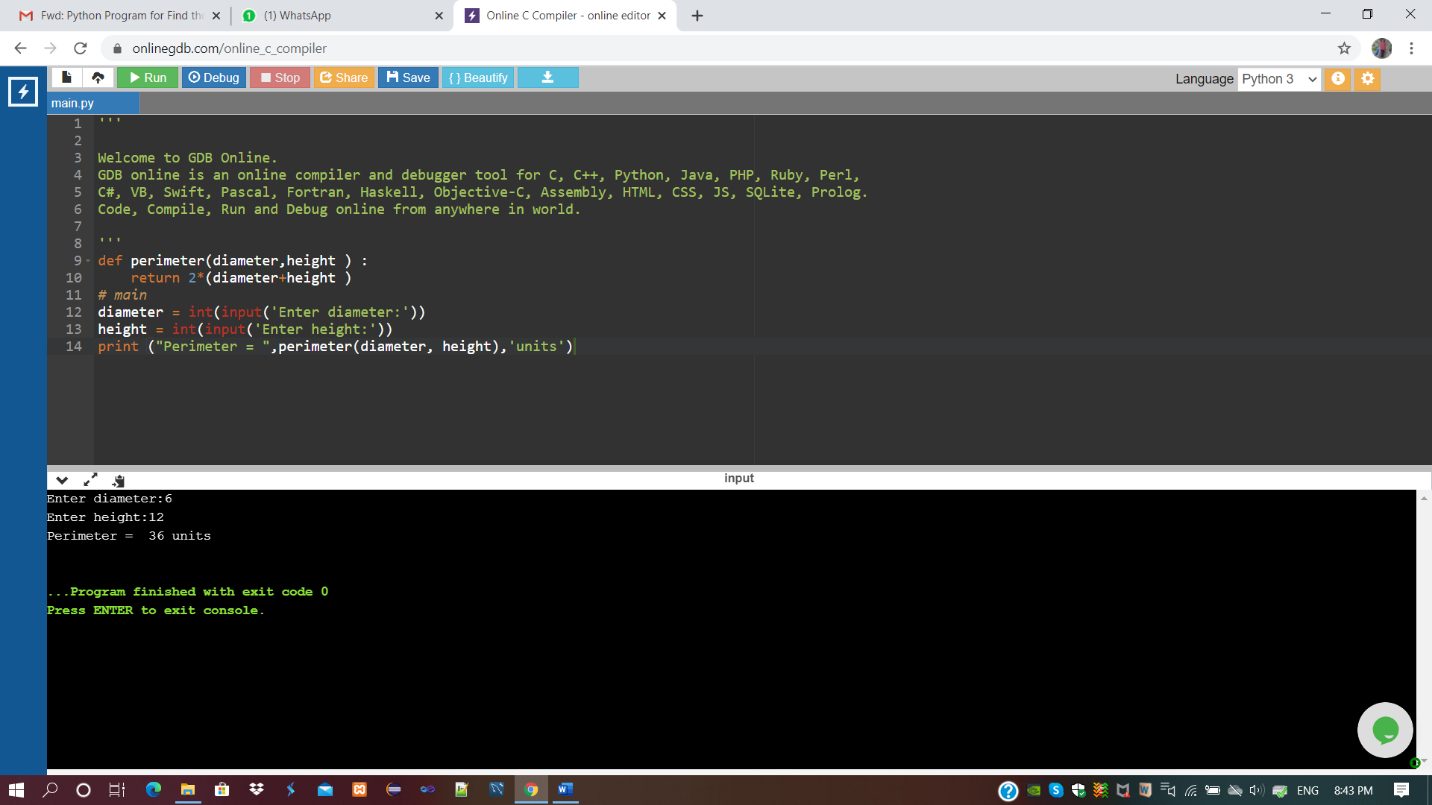 Fwd: Python Program for Find the
(1) WhatsApp
Online C Compiler - online editor
onlinegdb.com/online_c_compiler
Run Debug Stop Share Save { } Beautify
Language Python 3
main.py
1 '''
2
3 Welcome to GDB Online.
4 GDB online is an online compiler and debugger tool for C, C++, Python, Java, PHP, Ruby, Perl,
5 C#, VB, Swift, Pascal, Fortran, Haskell, Objective-C, Assembly, HTML, CSS, JS, SQLite, Prolog.
6 Code, Compile, Run and Debug online from anywhere in world.
7
8 '''
9 def perimeter(diameter,height ) :
10 return 2*(diameter+height )
11 # main
12 diameter = int(input('Enter diameter:'))
13 height = int(input('Enter height:'))
14 print ("Perimeter = ",perimeter(diameter, height),'units')
input
Enter diameter:6
Enter height:12
Perimeter =  36 units
...Program finished with exit code 0
Press ENTER to exit console.
ENG 8:43 PM